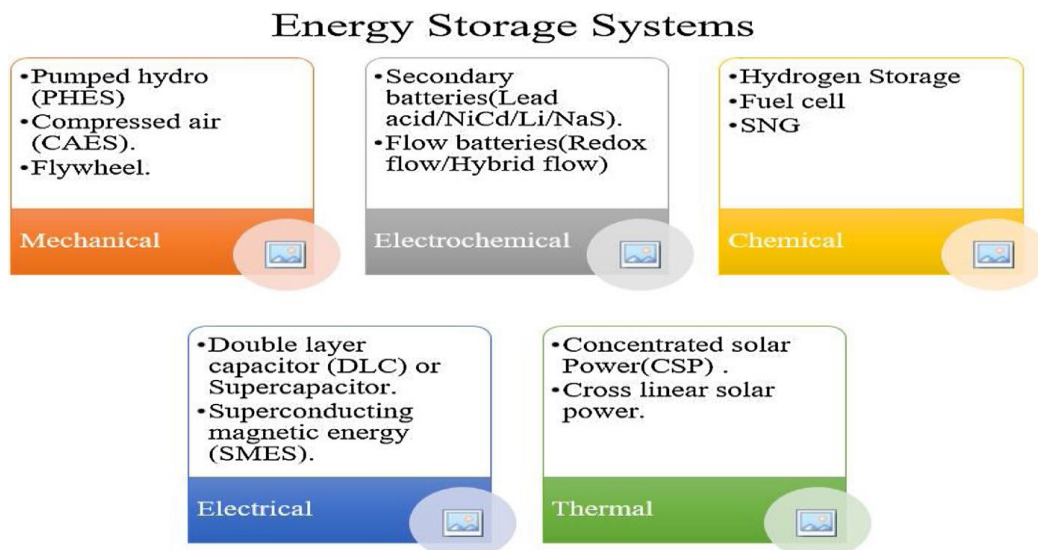 Energy Storage Systems
•Pumped hydro
(PHES)
•Compressed air
(CAES).
•Flywheel.
Mechanical
•Secondary
batteries(Lead
acid/NiCd/Li/NaS).
•Flow batteries(Redox
flow/Hybrid flow)
Electrochemical
•Hydrogen Storage
•Fuel cell
•SNG
Chemical
•Double layer
capacitor (DLC) or
Supercapacitor.
•Superconducting
magnetic energy
(SMES).
Electrical
•Concentrated solar
Power(CSP) .
•Cross linear solar
power.
Thermal